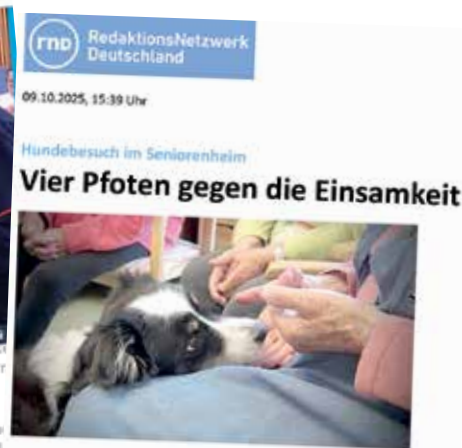 rnd
RedaktionsNetzwerk
Deutschland
09.10.2025, 15:39 Uhr
Hundebesuch im Seniorenheim
Vier Pfoten gegen die Einsamkeit